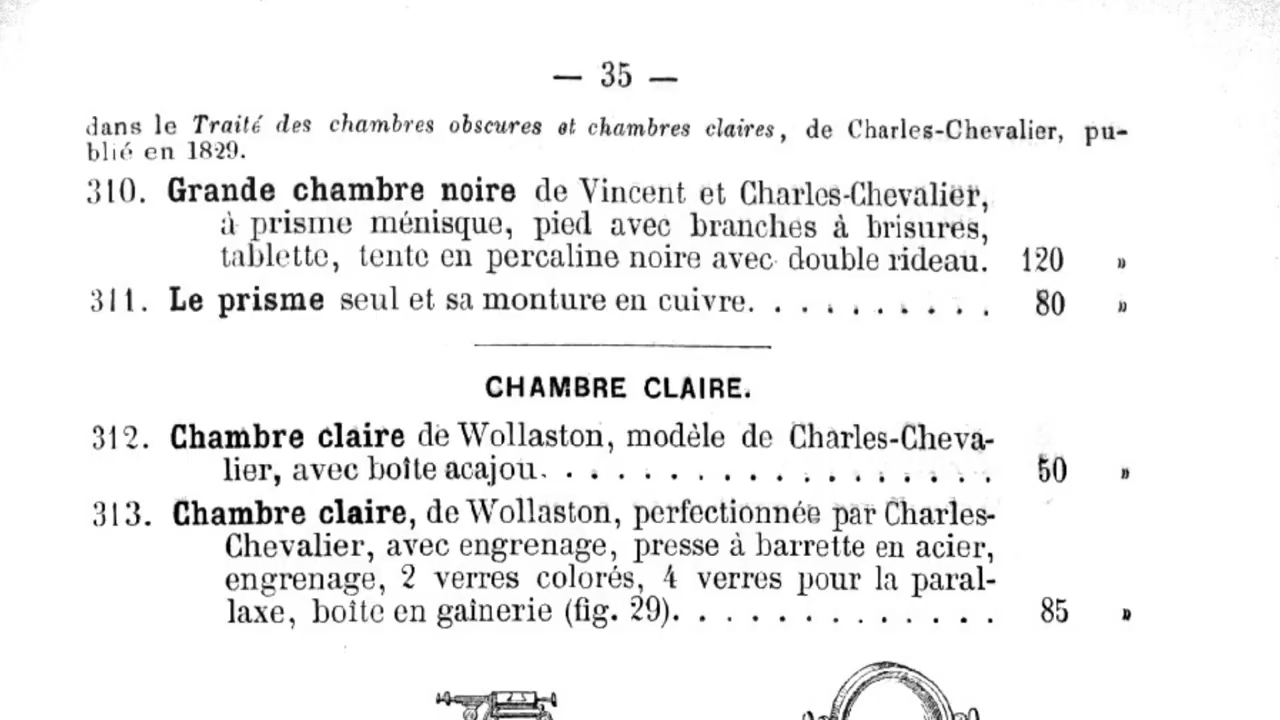 — 35 —
dans le Traité des chambres obscures et chambres claires, de Charles-Chevalier, pu-
blié en 1829.
310. Grande chambre noire de Vincent et Charles-Chevalier,
à prisme ménisque, pied avec branches à brisures,
tablette, tente en percaline noire avec double rideau. 120 »
311. Le prisme seul et sa monture en cuivre. . . . . . . . . . 80 »
CHAMBRE CLAIRE.
312. Chambre claire de Wollaston, modèle de Charles-Cheva-
lier, avec boîte acajou. . . . . . . . . . . . . . . . . . 50 »
313. Chambre claire, de Wollaston, perfectionnée par Charles-
Chevalier, avec engrenage, presse à barrette en acier,
engrenage, 2 verres colorés, 4 verres pour la paral-
laxe, boîte en gaînerie (fig. 29). . . . . . . . . . . . . 85 »